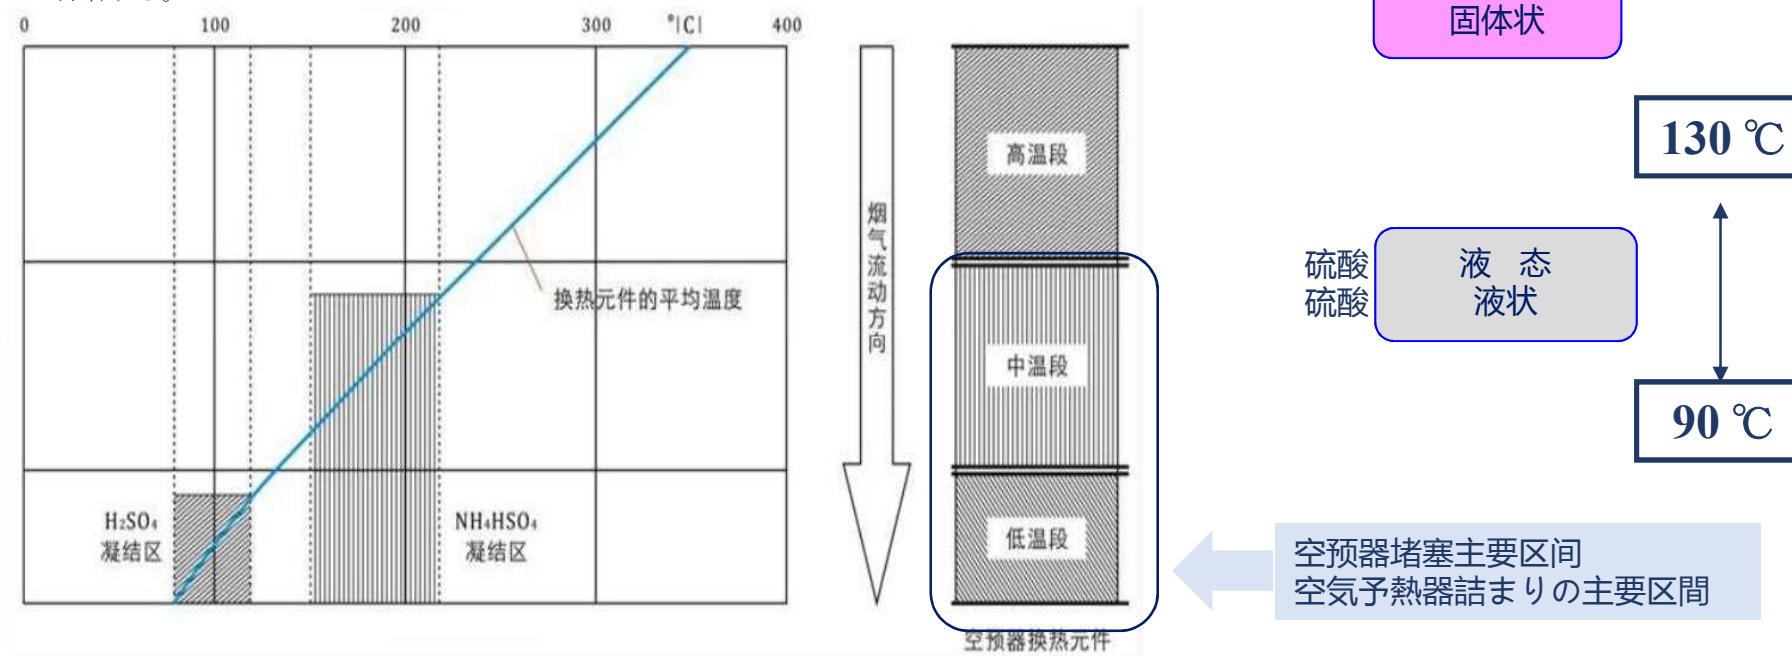 0 100 200 300 °|C| 400
换热元件的平均温度
H₂SO₄
凝结区
NH₄HSO₄
凝结区
烟气流动方向
高温段
中温段
低温段
空预器换热元件
固体状
130 ℃
硫酸 液 态
硫酸 液状
90 ℃
空预器堵塞主要区间
空気予熱器詰まりの主要区間